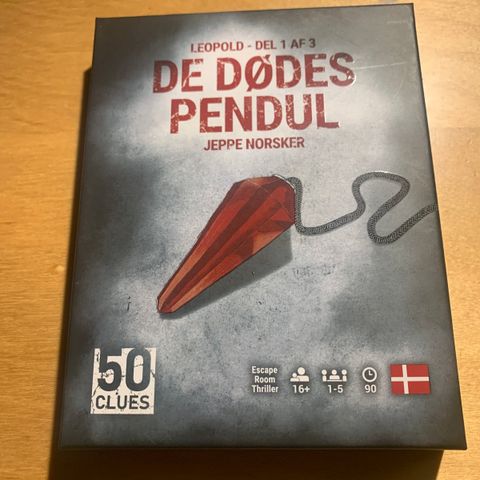 LEOPOLD - DEL 1 AF 3
DE DØDES
PENDUL
JEPPE NORSKER
50
CLUES
Escape
Room
Thriller
16+
1-5
90